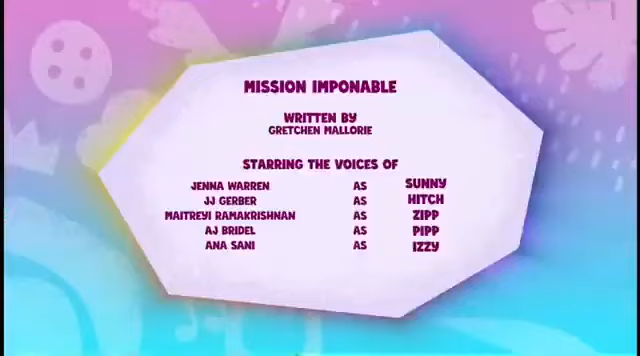 MISSION IMPONABLE
WRITTEN BY
GRETCHEN MALLORIE
STARRING THE VOICES OF
JENNA WARREN AS SUNNY
JJ GERBER AS HITCH
MAITREYI RAMAKRISHNAN AS ZIPP
AJ BRIDEL AS PIPP
ANA SANI AS IZZY